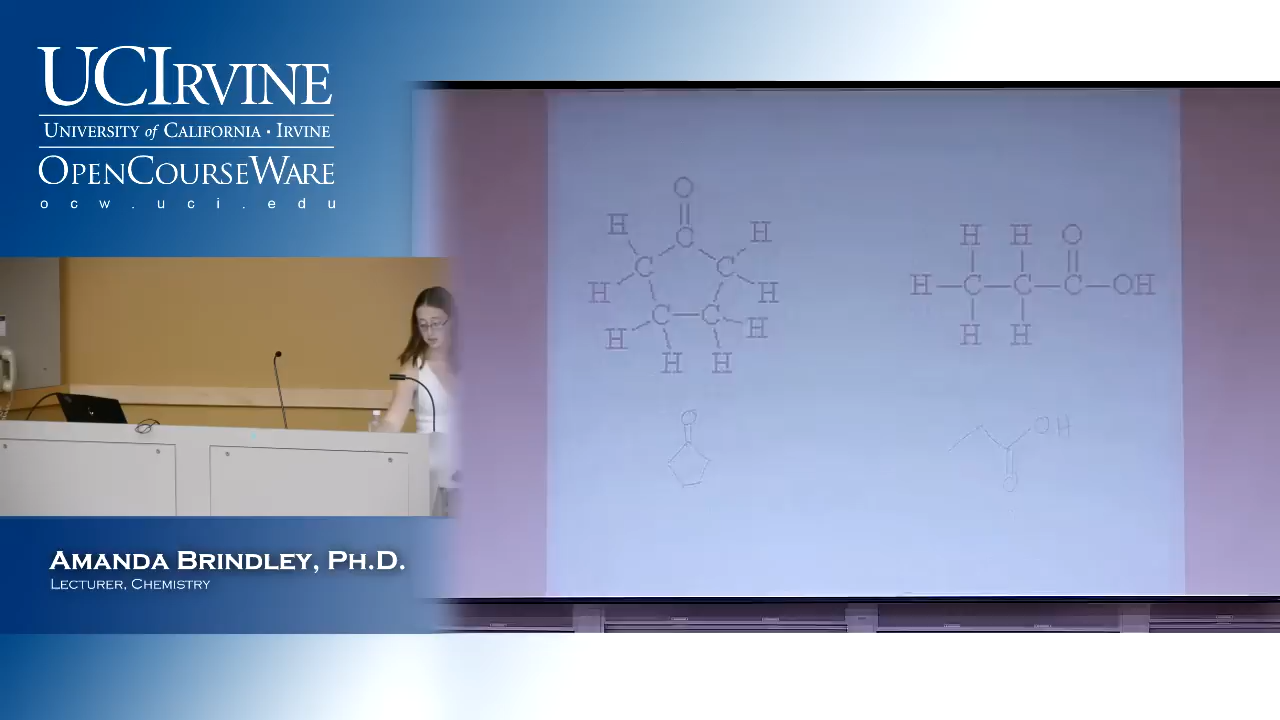 UCIRVINE
UNIVERSITY of CALIFORNIA · IRVINE
OPENCOURSEWARE
ocw.uci.edu
O
H C H
C C
H H
C C
H H
H H
H H O
H C C C OH
H H
O
OH
O
AMANDA BRINDLEY, PH.D.
LECTURER, CHEMISTRY